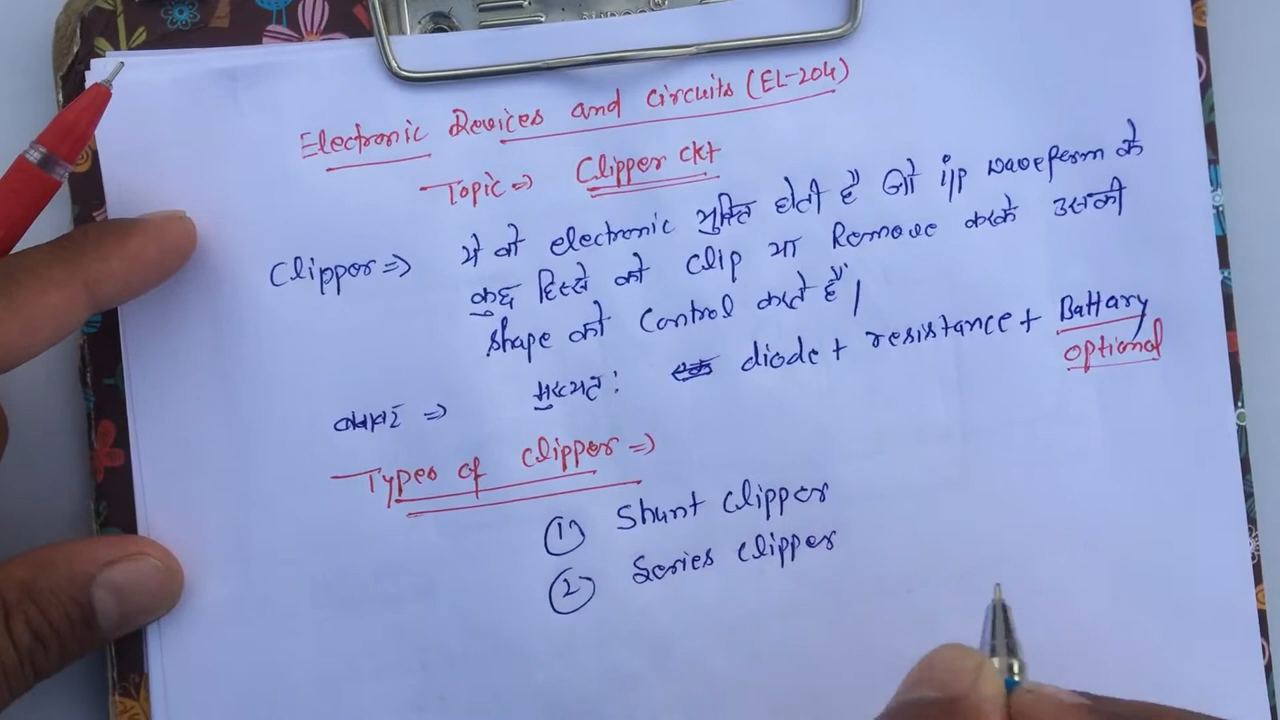 Electronic Devices and Circuits (EL-204)
Topic => Clipper ckt
Clipper => ये वो electronic युक्ति होती है जो i/p waveform के
कुछ हिस्से को clip या Remove करके उसकी
shape को control करते हैं।
बनावट => मुख्यतः diode + resistance + Battary
optional
Types of clipper =>
① Shunt clipper
② Series clipper